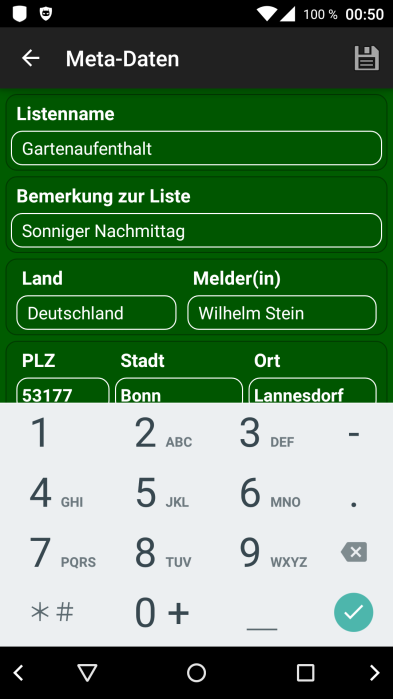 100 % 00:50
Meta-Daten
Listenname
Gartenaufenthalt
Bemerkung zur Liste
Sonniger Nachmittag
Land Melder(in)
Deutschland Wilhelm Stein
PLZ Stadt Ort
53177 Bonn Lannesdorf
1 2 ABC 3 DEF -
4 GHI 5 JKL 6 MNO .
7 PQRS 8 TUV 9 WXYZ
*# 0 + _